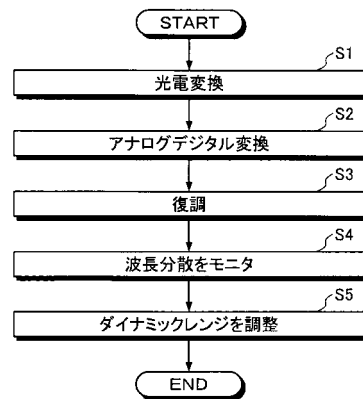 START
S1
光電変換
S2
アナログデジタル変換
S3
復調
S4
波長分散をモニタ
S5
ダイナミックレンジを調整
END